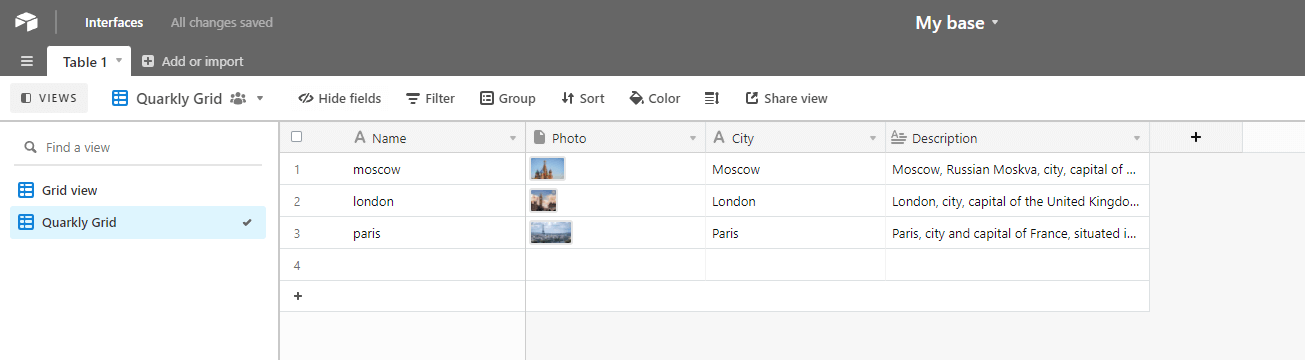 Interfaces All changes saved My base
Table 1 Add or import
VIEWS Quarkly Grid Hide fields Filter Group Sort Color Share view
Find a view
Grid view
Quarkly Grid
A Name Photo A City A Description +
1 moscow Moscow Moscow, Russian Moskva, city, capital of ...
2 london London London, city, capital of the United Kingdo...
3 paris Paris Paris, city and capital of France, situated i...
4
+